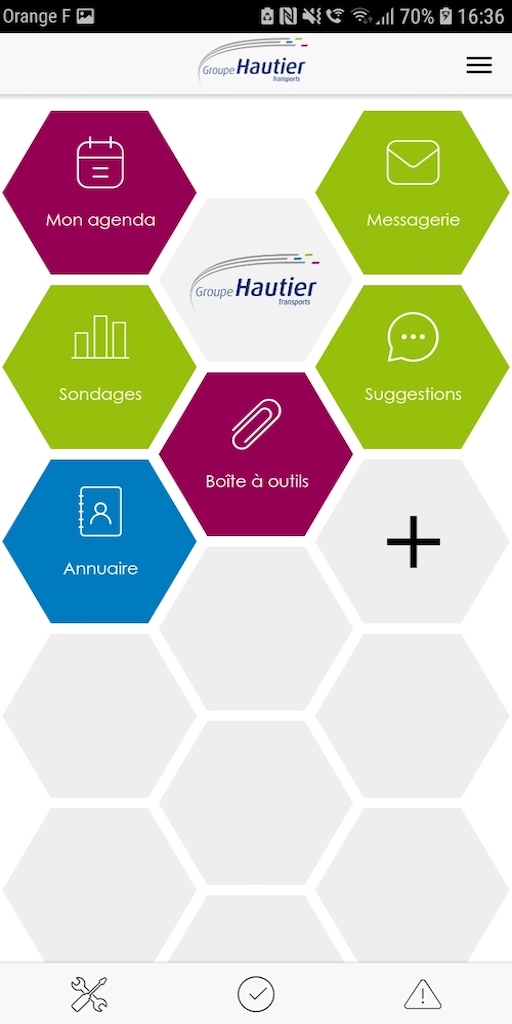 Orange F 70% 16:36
Groupe Hautier
Transports
Mon agenda
Messagerie
Groupe Hautier
Transports
Sondages
Suggestions
Boîte à outils
Annuaire